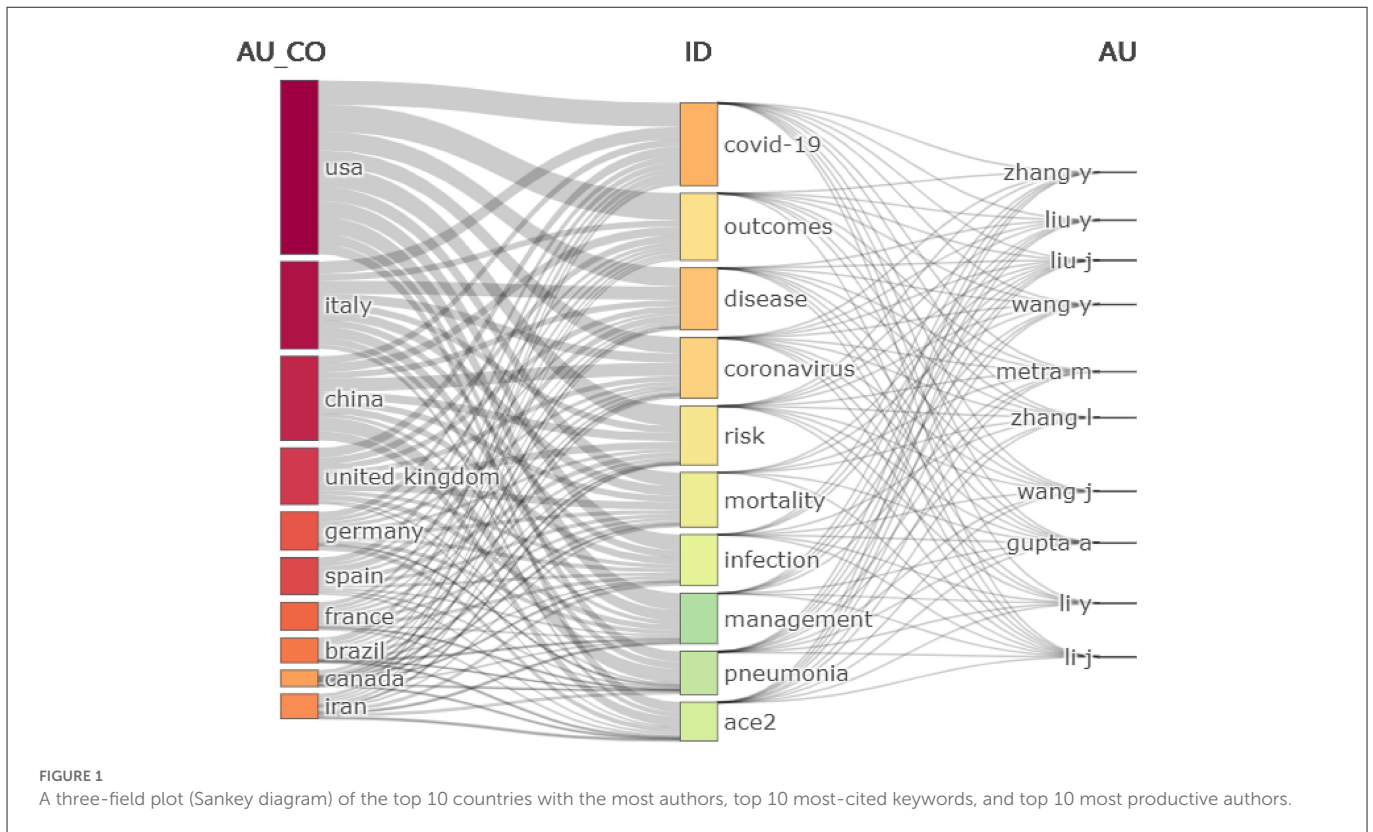 AU_CO
ID
AU
usa
italy
china
united kingdom
germany
spain
france
brazil
canada
iran
covid-19
outcomes
disease
coronavirus
risk
mortality
infection
management
pneumonia
ace2
zhang-y
liu-y
liu-j
wang-y
metra-m
zhang-l
wang-j
gupta-a
li-y
li-j
FIGURE 1
A three-field plot (Sankey diagram) of the top 10 countries with the most authors, top 10 most-cited keywords, and top 10 most productive authors.